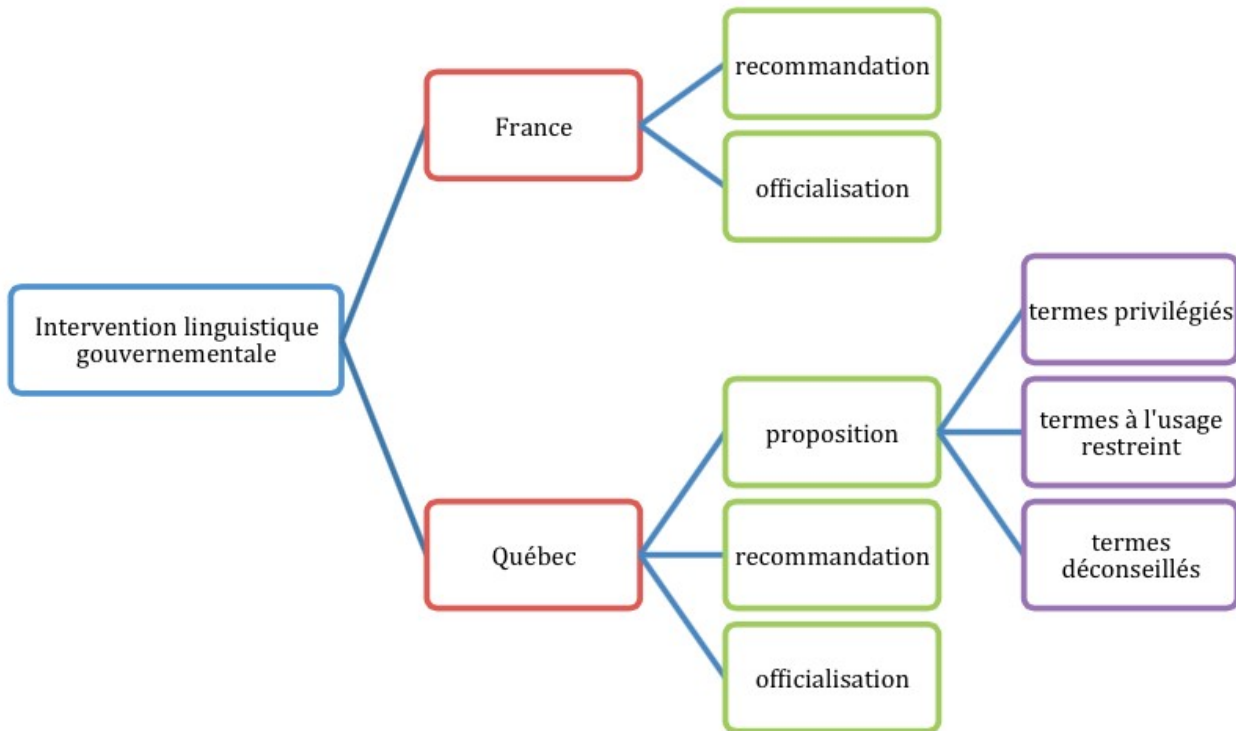 recommandation
France
officialisation
termes privilégiés
Intervention linguistique
gouvernementale
proposition
termes à l'usage
restreint
Québec
recommandation
termes
déconseillés
officialisation